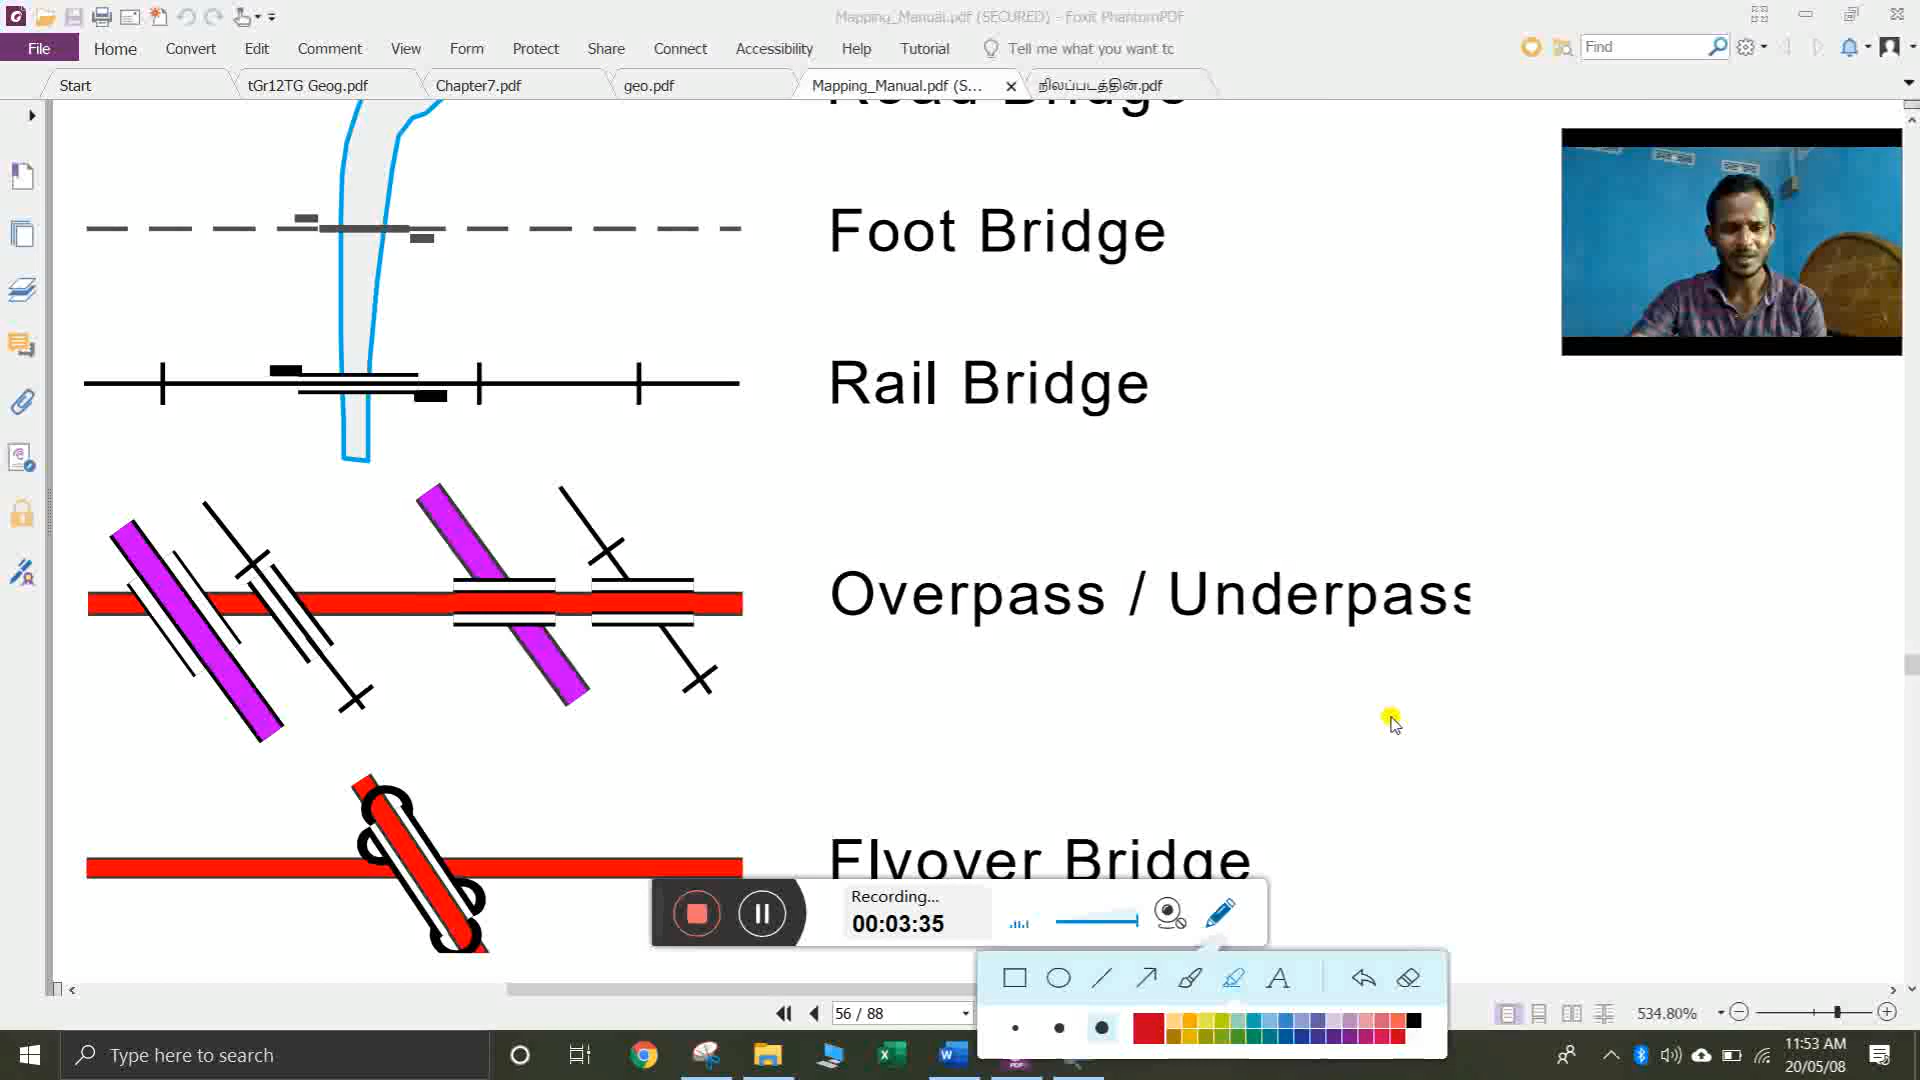 Mapping_Manual.pdf (SECURED) - Foxit PhantomPDF
File Home Convert Edit Comment View Form Protect Share Connect Accessibility Help Tutorial Tell me what you want tc Find
Start tGr12TG Geog.pdf Chapter7.pdf geo.pdf Mapping_Manual.pdf (S... நிலப்படத்தின்.pdf
Road Bridge
Foot Bridge
Rail Bridge
Overpass / Underpass
Flyover Bridge
Recording...
00:03:35
56 / 88
534.80%
Type here to search
11:53 AM
20/05/08